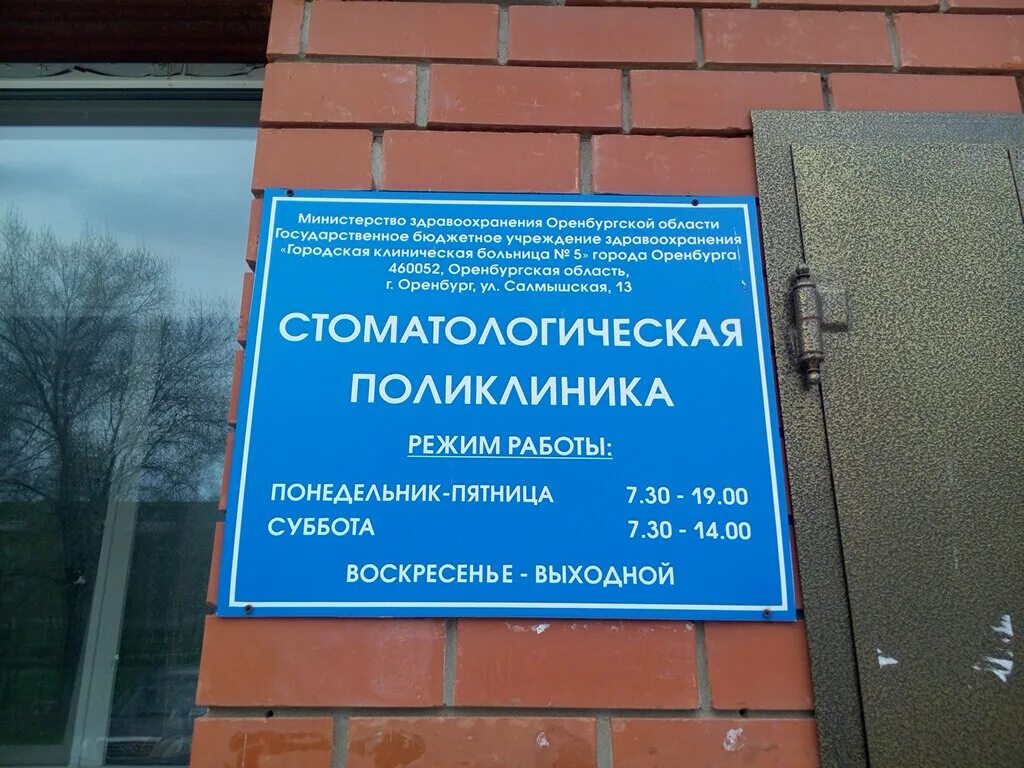 Министерство здравоохранения Оренбургской области
Государственное бюджетное учреждение здравоохранения
«Городская клиническая больница № 5» города Оренбурга
460052, Оренбургская область,
г. Оренбург, ул. Салмышская, 13
СТОМАТОЛОГИЧЕСКАЯ
ПОЛИКЛИНИКА
РЕЖИМ РАБОТЫ:
ПОНЕДЕЛЬНИК-ПЯТНИЦА 7.30 - 19.00
СУББОТА 7.30 - 14.00
ВОСКРЕСЕНЬЕ - ВЫХОДНОЙ